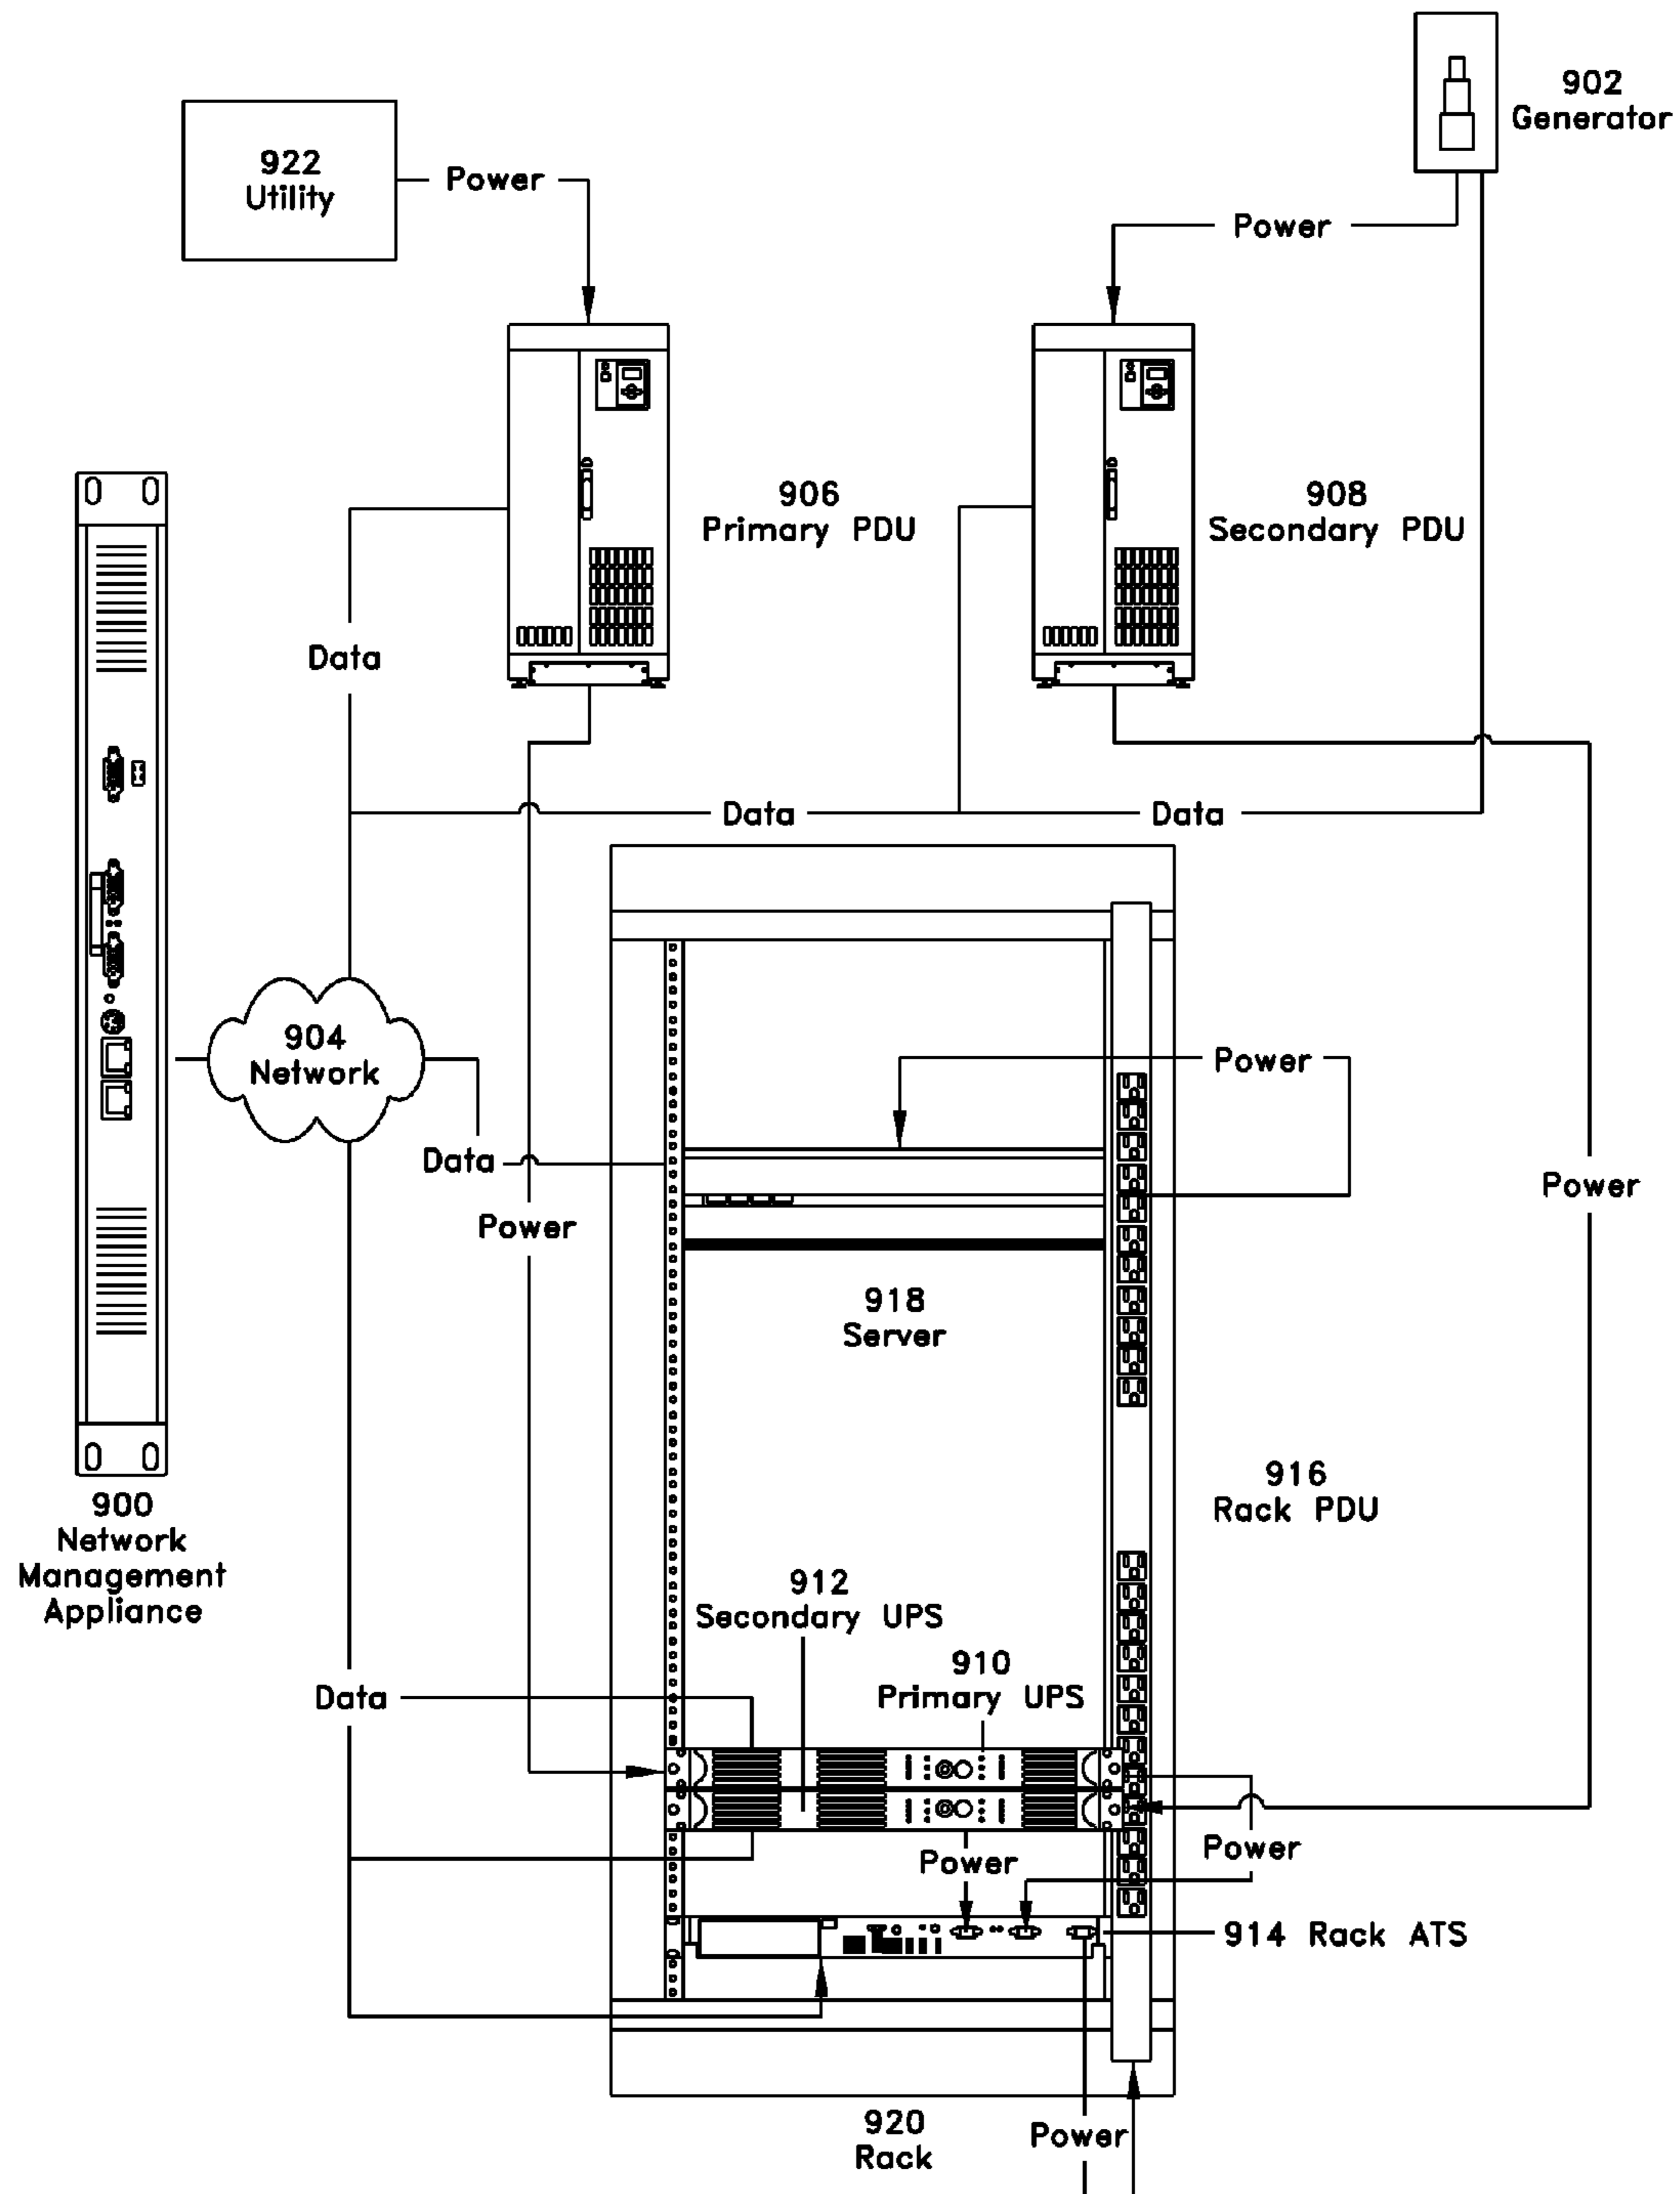 902
Generator
922
Utility
Power
Power
906
Primary PDU
908
Secondary PDU
Data
Data
Data
904
Network
Power
Data
Power
Power
918
Server
916
Rack PDU
900
Network
Management
Appliance
912
Secondary UPS
910
Primary UPS
Data
Power
Power
914 Rack ATS
920
Rack
Power